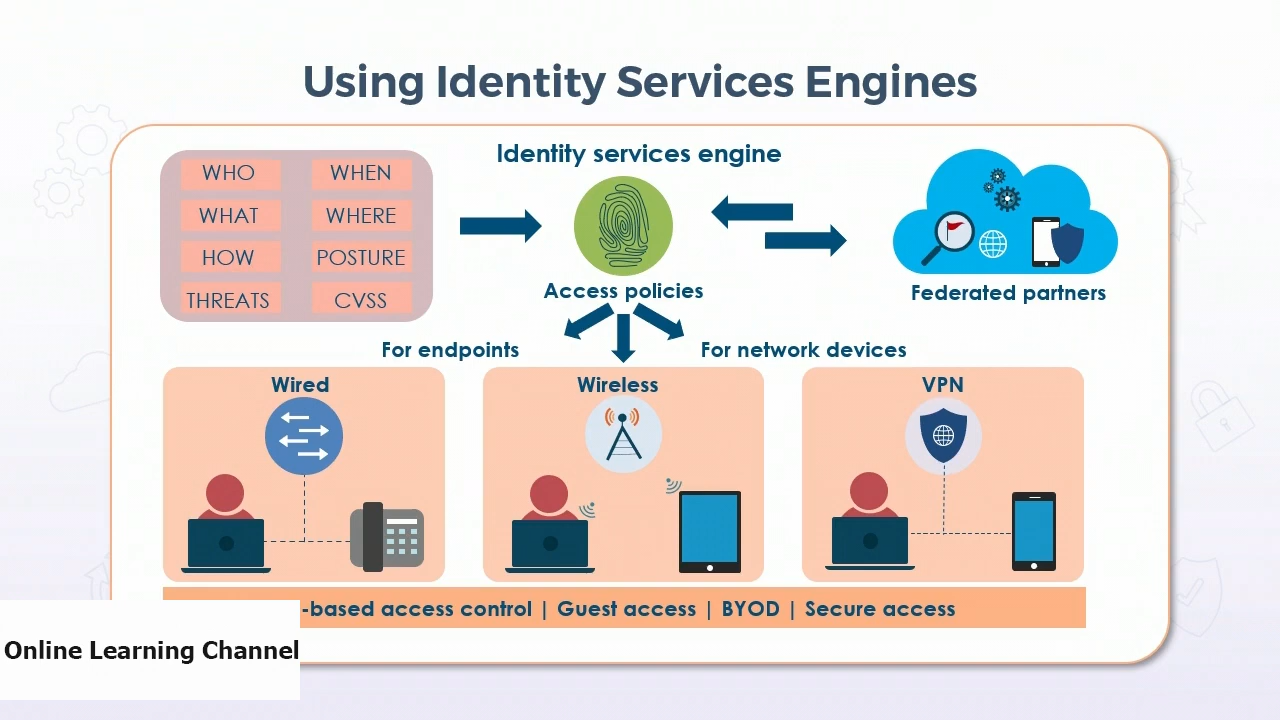 Using Identity Services Engines
WHO
WHEN
WHAT
WHERE
HOW
POSTURE
THREATS
CVSS
Identity services engine
Access policies
Federated partners
For endpoints
For network devices
Wired
Wireless
VPN
-based access control | Guest access | BYOD | Secure access
Online Learning Channel